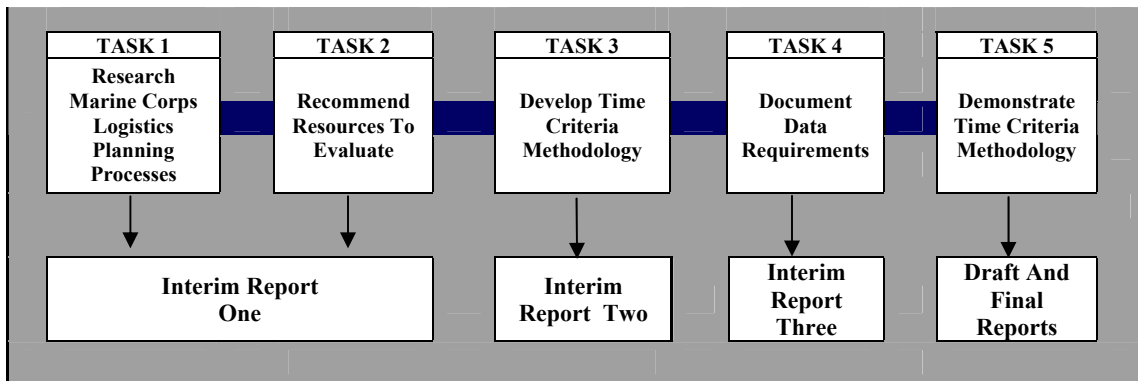 TASK 1
Research
Marine Corps
Logistics
Planning
Processes
TASK 2
Recommend
Resources To
Evaluate
TASK 3
Develop Time
Criteria
Methodology
TASK 4
Document
Data
Requirements
TASK 5
Demonstrate
Time Criteria
Methodology
Interim Report
One
Interim
Report Two
Interim
Report
Three
Draft And
Final
Reports